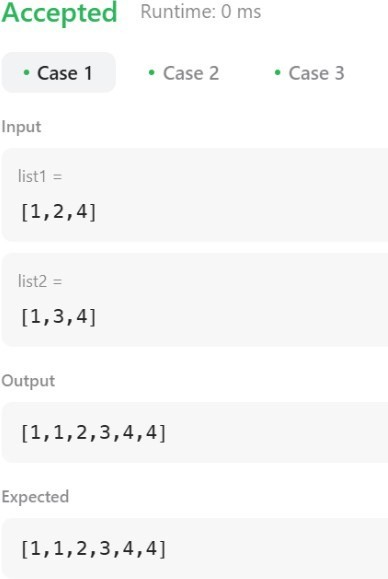 Accepted Runtime: 0 ms
• Case 1 • Case 2 • Case 3
Input
list1 =
[1,2,4]
list2 =
[1,3,4]
Output
[1,1,2,3,4,4]
Expected
[1,1,2,3,4,4]